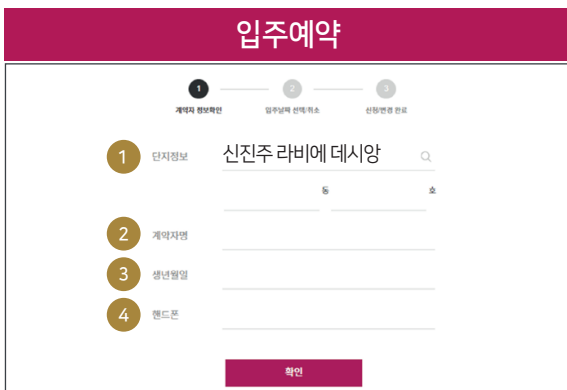 입주예약
1 2 3
계약자 정보확인 입주날짜 선택/취소 신청/변경 완료
1 단지정보 신진주 라비에 데시앙
동 호
2 계약자명
3 생년월일
4 핸드폰
확인